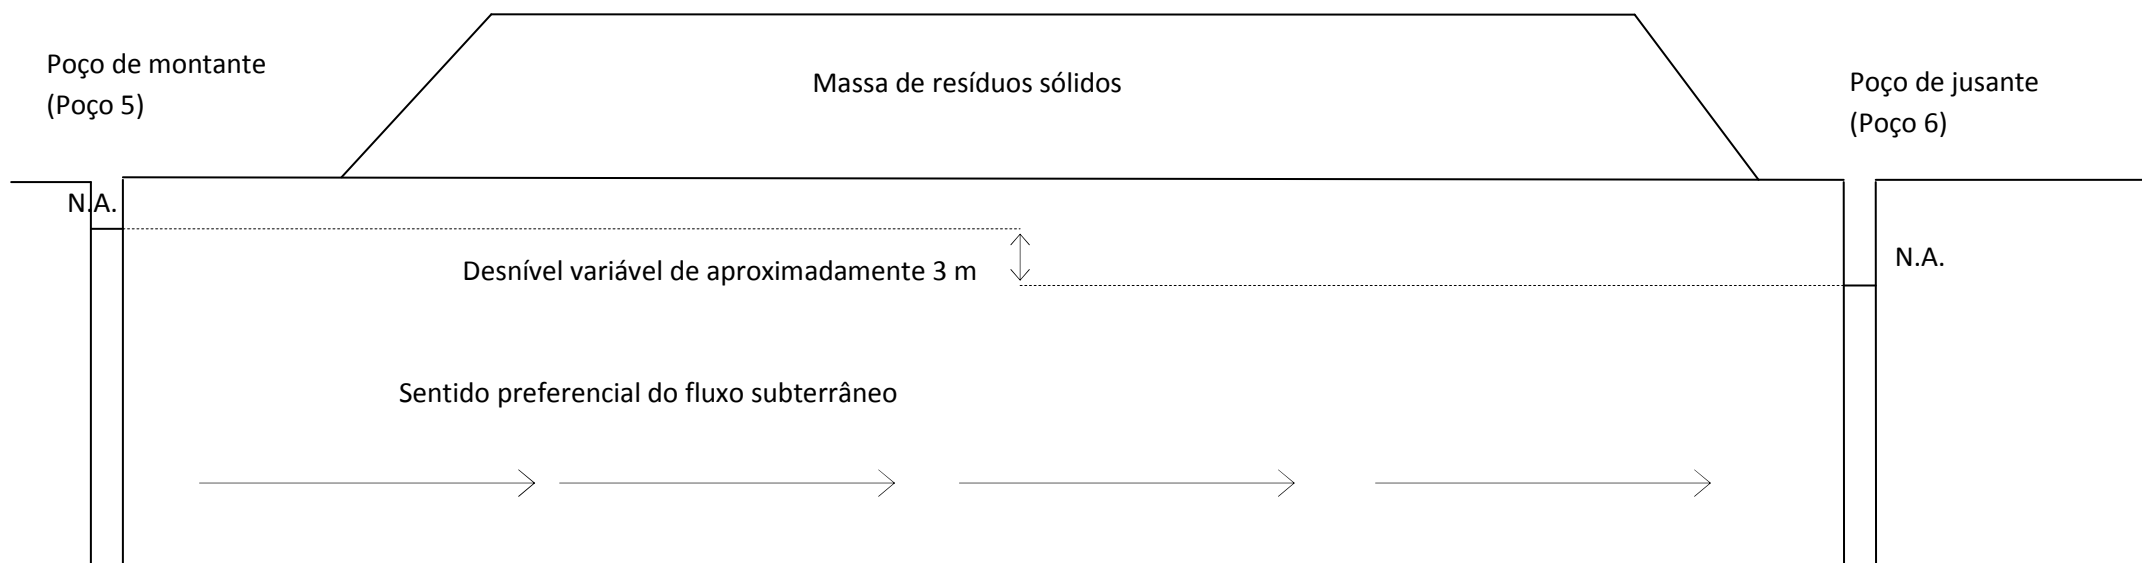 Poço de montante
(Poço 5)
Massa de resíduos sólidos
Poço de jusante
(Poço 6)
N.A.
N.A.
Desnível variável de aproximadamente 3 m
Sentido preferencial do fluxo subterrâneo